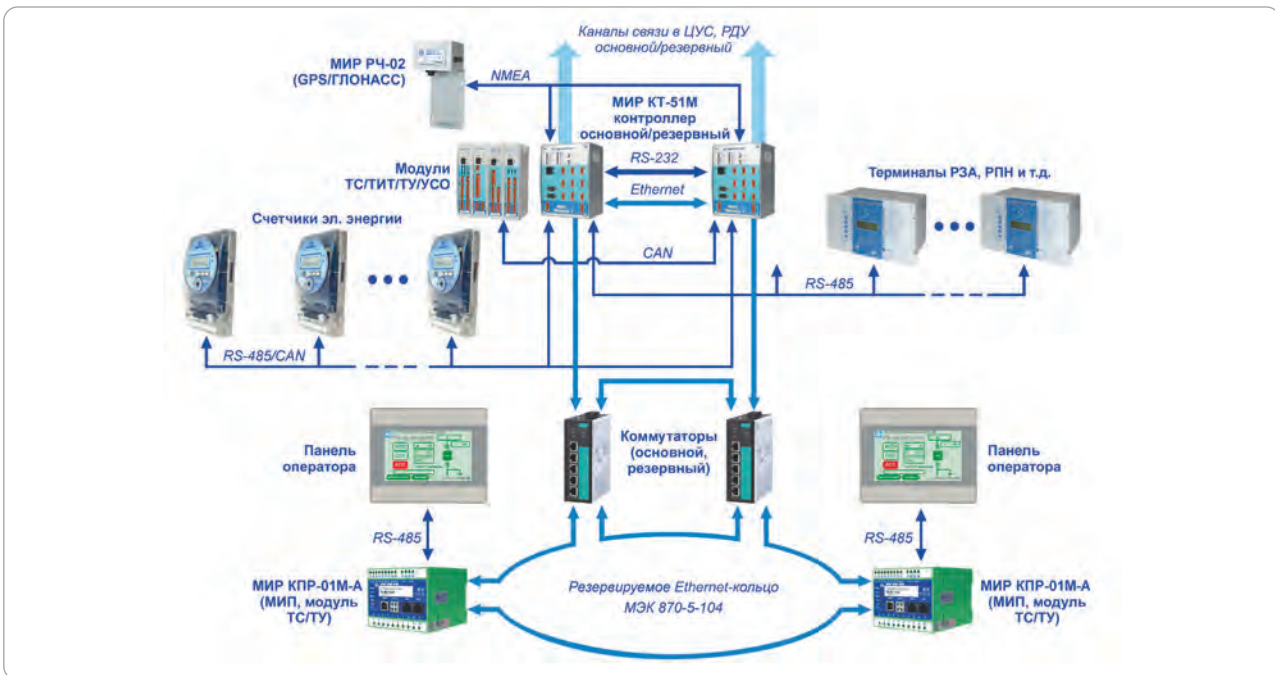 Каналы связи в ЦУС, РДУ
основной/резервный
МИР РЧ-02
(GPS/ГЛОНАСС)
NMEA
МИР КТ-51М
контроллер
основной/резервный
Модули
ТС/ТИТ/ТУ/УСО
RS-232
Ethernet
Терминалы РЗА, РПН и т.д.
Счетчики эл. энергии
CAN
RS-485
RS-485/CAN
Панель
оператора
Коммутаторы
(основной,
резервный)
Панель
оператора
RS-485
RS-485
МИР КПР-01М-А
(МИП, модуль
ТС/ТУ)
Резервируемое Ethernet-кольцо
МЭК 870-5-104
МИР КПР-01М-А
(МИП, модуль
ТС/ТУ)